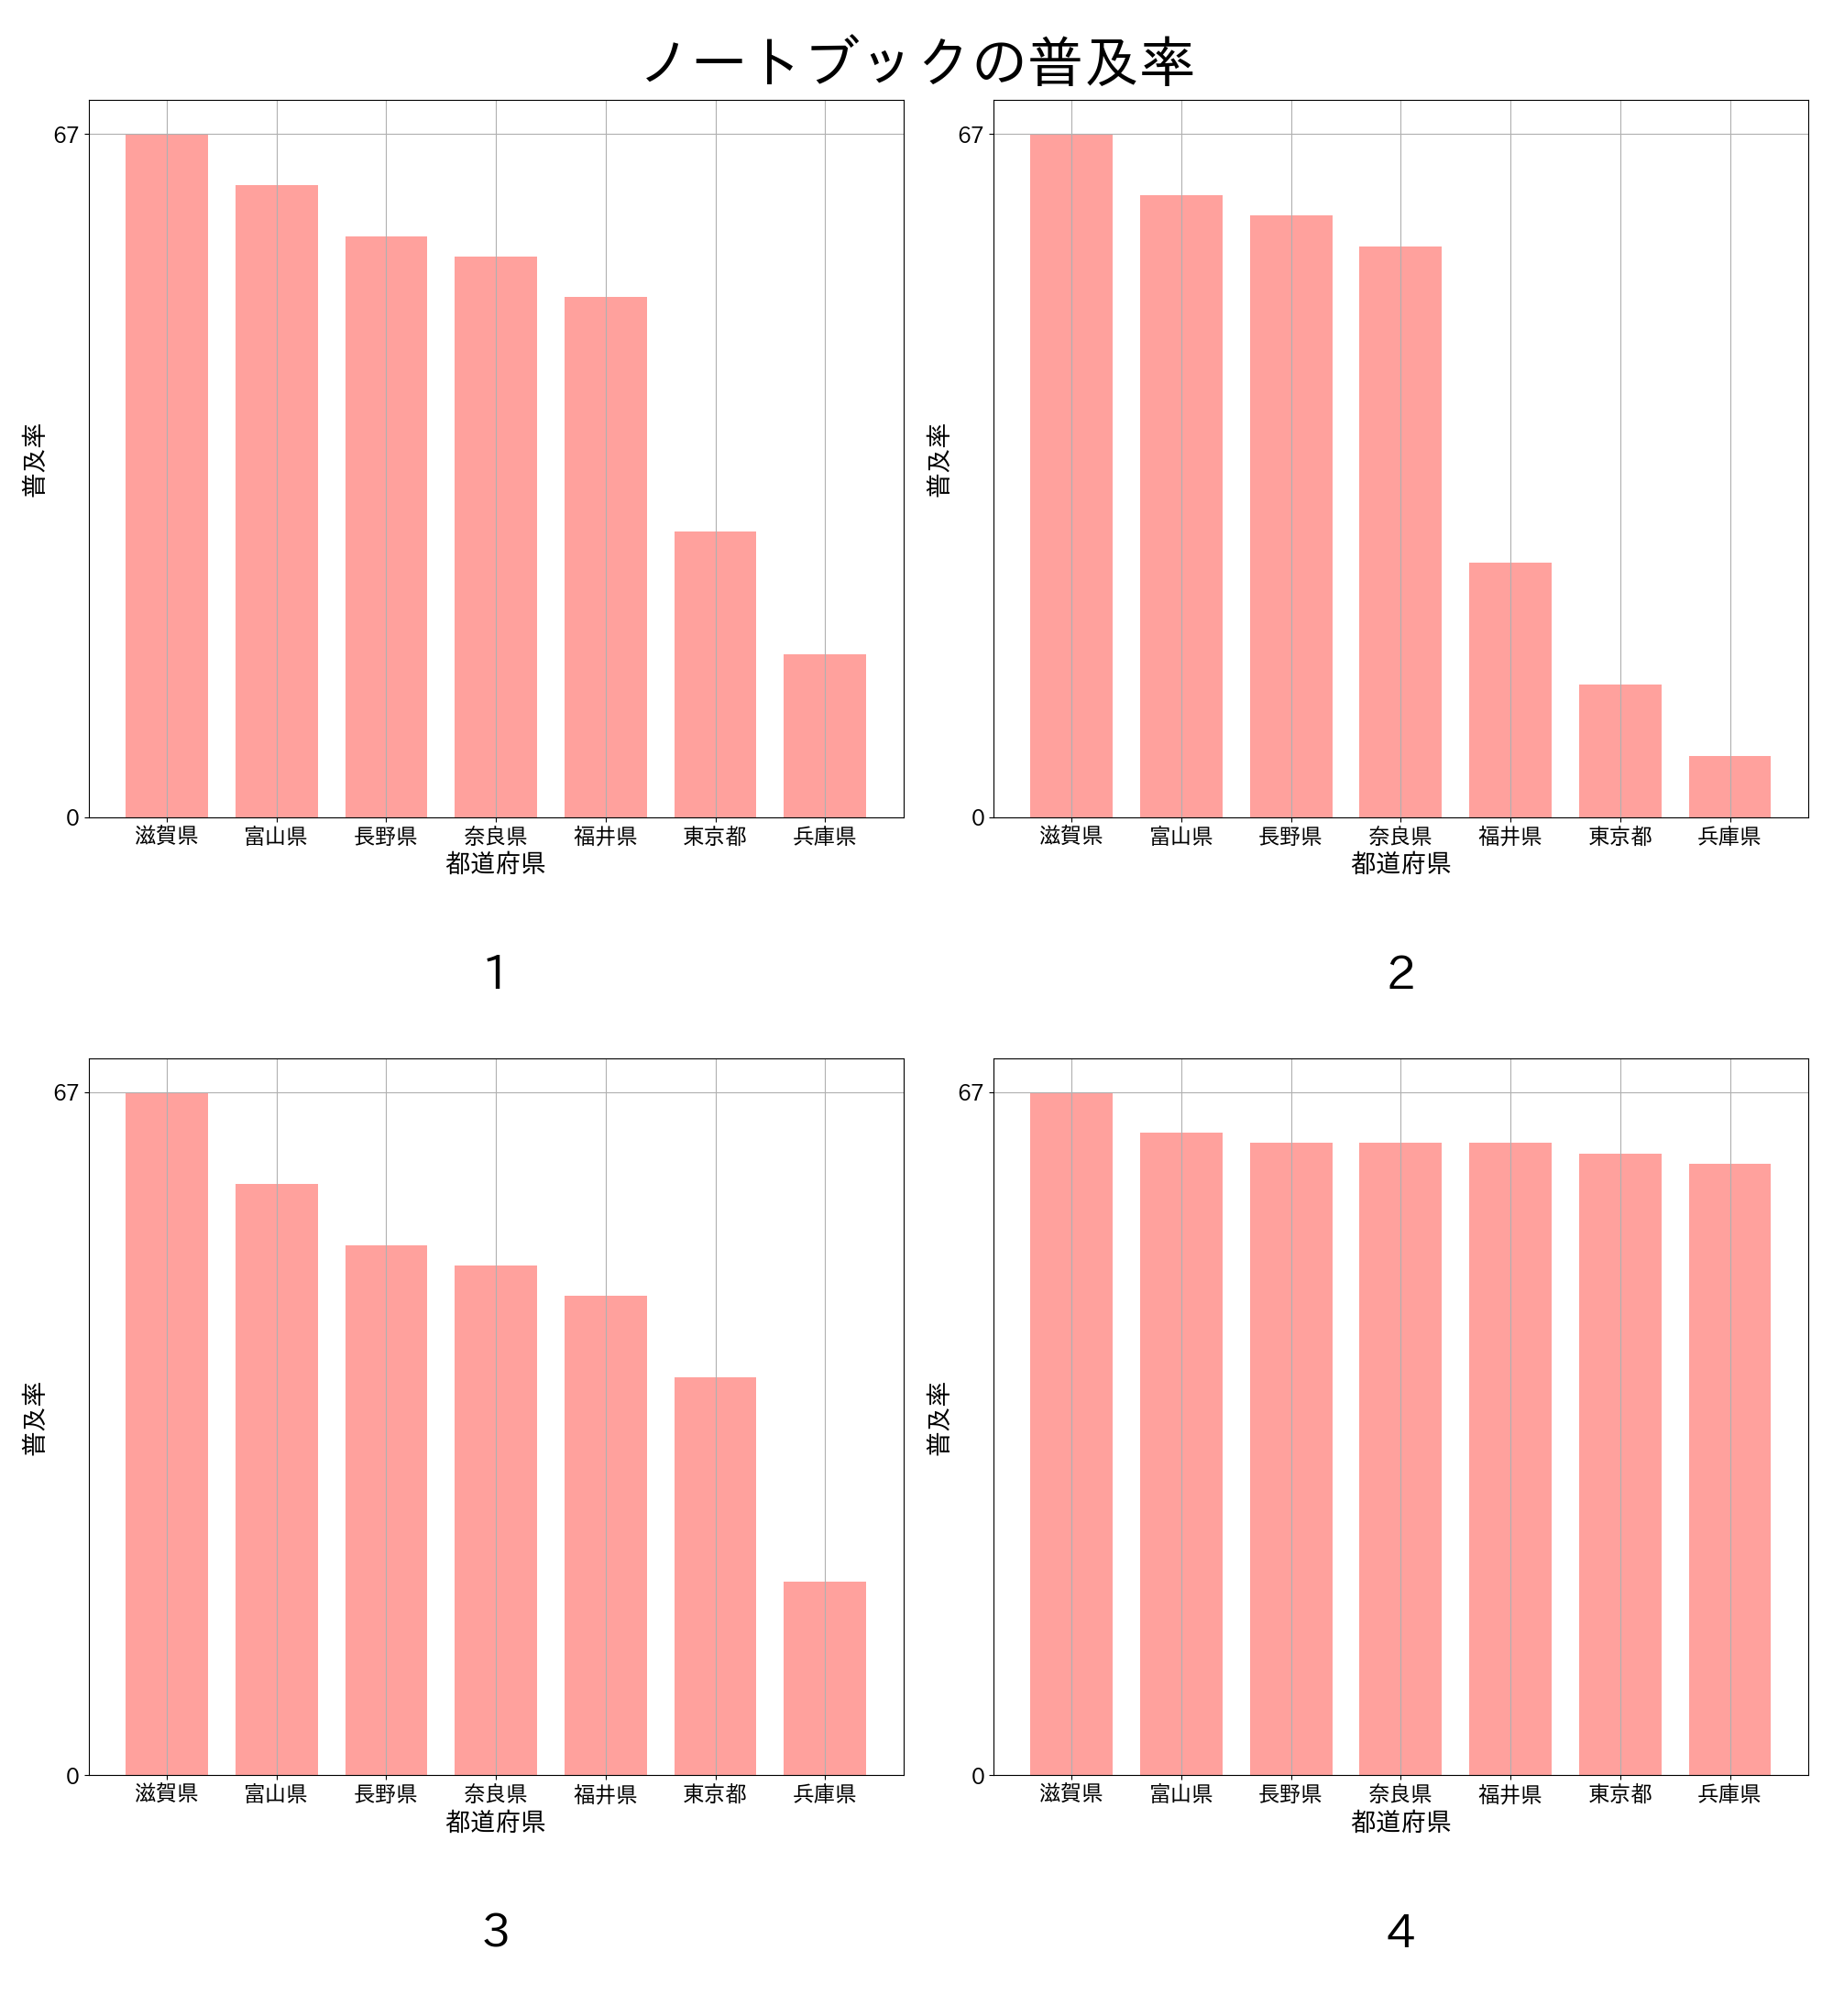 ノートブックの普及率
67
0
普及率
滋賀県 富山県 長野県 奈良県 福井県 東京都 兵庫県
都道府県
1
67
0
普及率
滋賀県 富山県 長野県 奈良県 福井県 東京都 兵庫県
都道府県
2
67
0
普及率
滋賀県 富山県 長野県 奈良県 福井県 東京都 兵庫県
都道府県
3
67
0
普及率
滋賀県 富山県 長野県 奈良県 福井県 東京都 兵庫県
都道府県
4